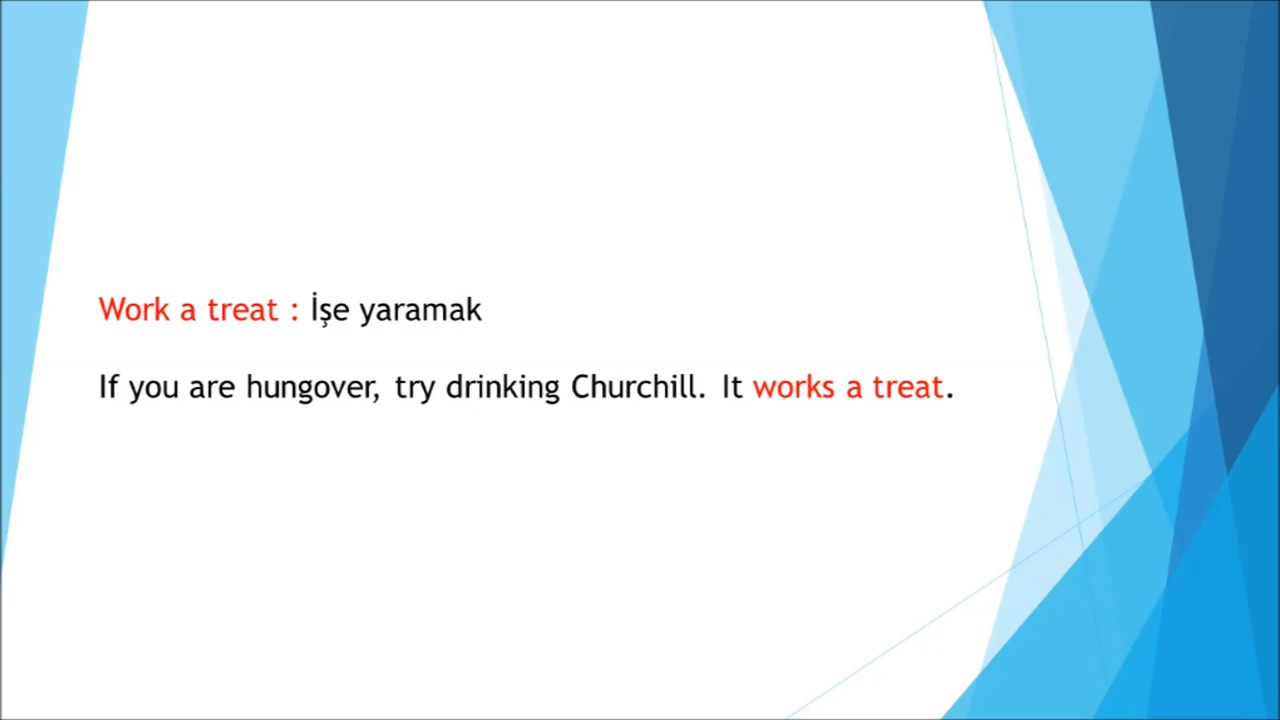 Work a treat : İşe yaramak
If you are hungover, try drinking Churchill. It works a treat.